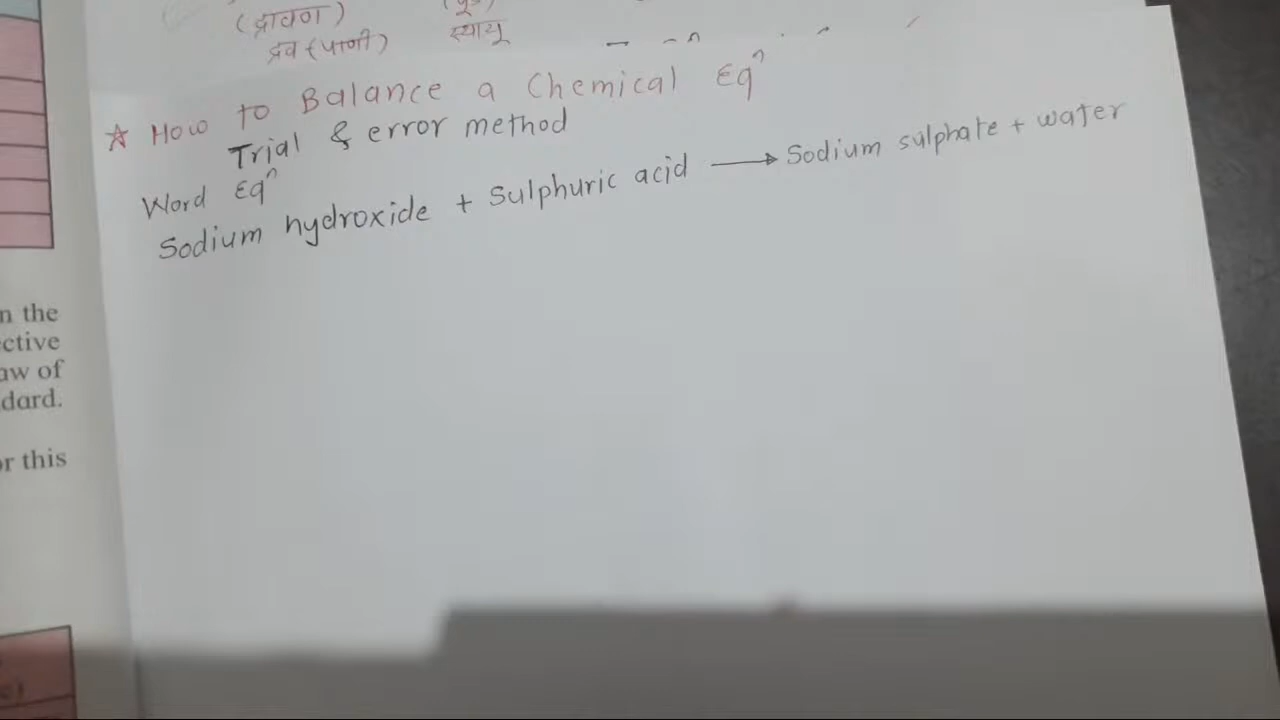 (द्रावण)
द्रव (पाणी)
स्थायू
☆ How to Balance a Chemical Eqⁿ
Trial & error method
Word Eqⁿ
Sodium hydroxide + Sulphuric acid ⟶ Sodium sulphate + water
n the
ctive
aw of
dard.
or this